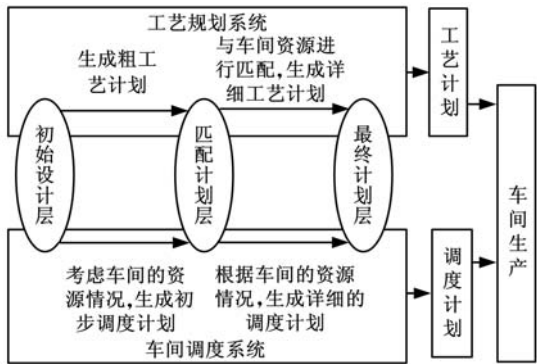 工艺规划系统
生成粗工
艺计划
与车间资源进
行匹配,生成详
细工艺计划
工艺计划
初始设计层
匹配计划层
最终计划层
车间生产
考虑车间的资
源情况,生成初
步调度计划
根据车间的资源
情况,生成详细的
调度计划
调度计划
车间调度系统